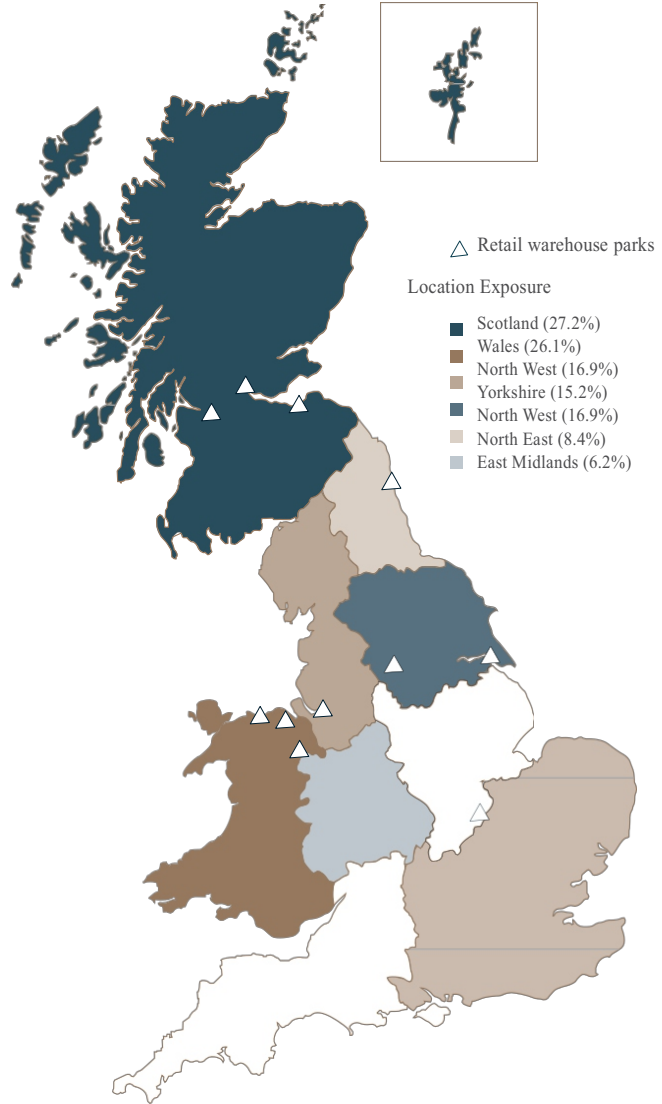 Retail warehouse parks
Location Exposure
Scotland (27.2%)
Wales (26.1%)
North West (16.9%)
Yorkshire (15.2%)
North West (16.9%)
North East (8.4%)
East Midlands (6.2%)